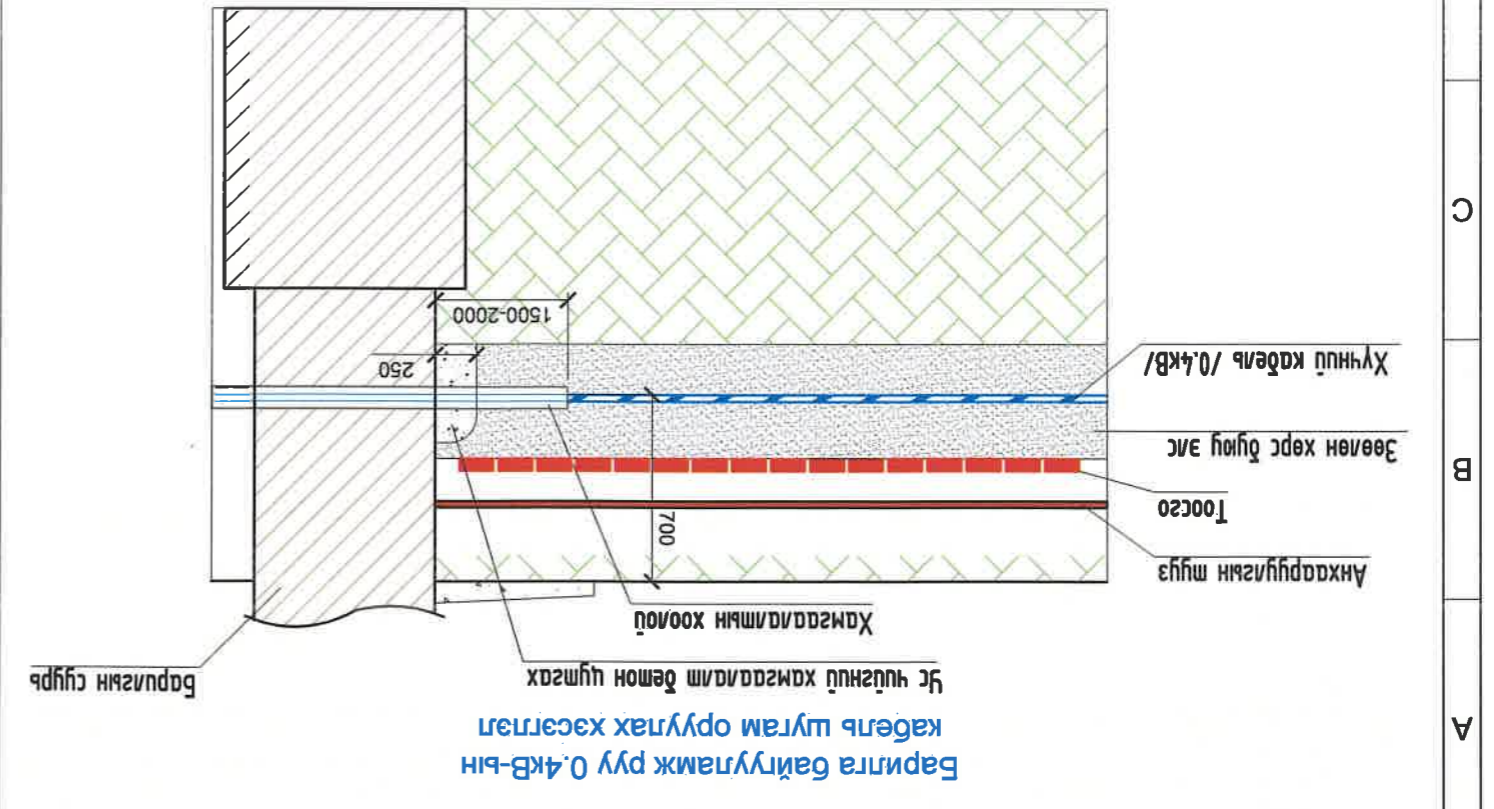 Барилга байгууламж руу 0.4кВ-ын
кабель шугам оруулах хэсэглэл
A
Ус чийгний хамгаалалт бетон цутгах
Барилгын суурь
Хамгаалалтын хоолой
Анхааруулгын тууз
700
Тоосго
B
Зөөлөн хөрс буюу элс
Хүчний кабель /0.4кВ/
250
1500-2000
C